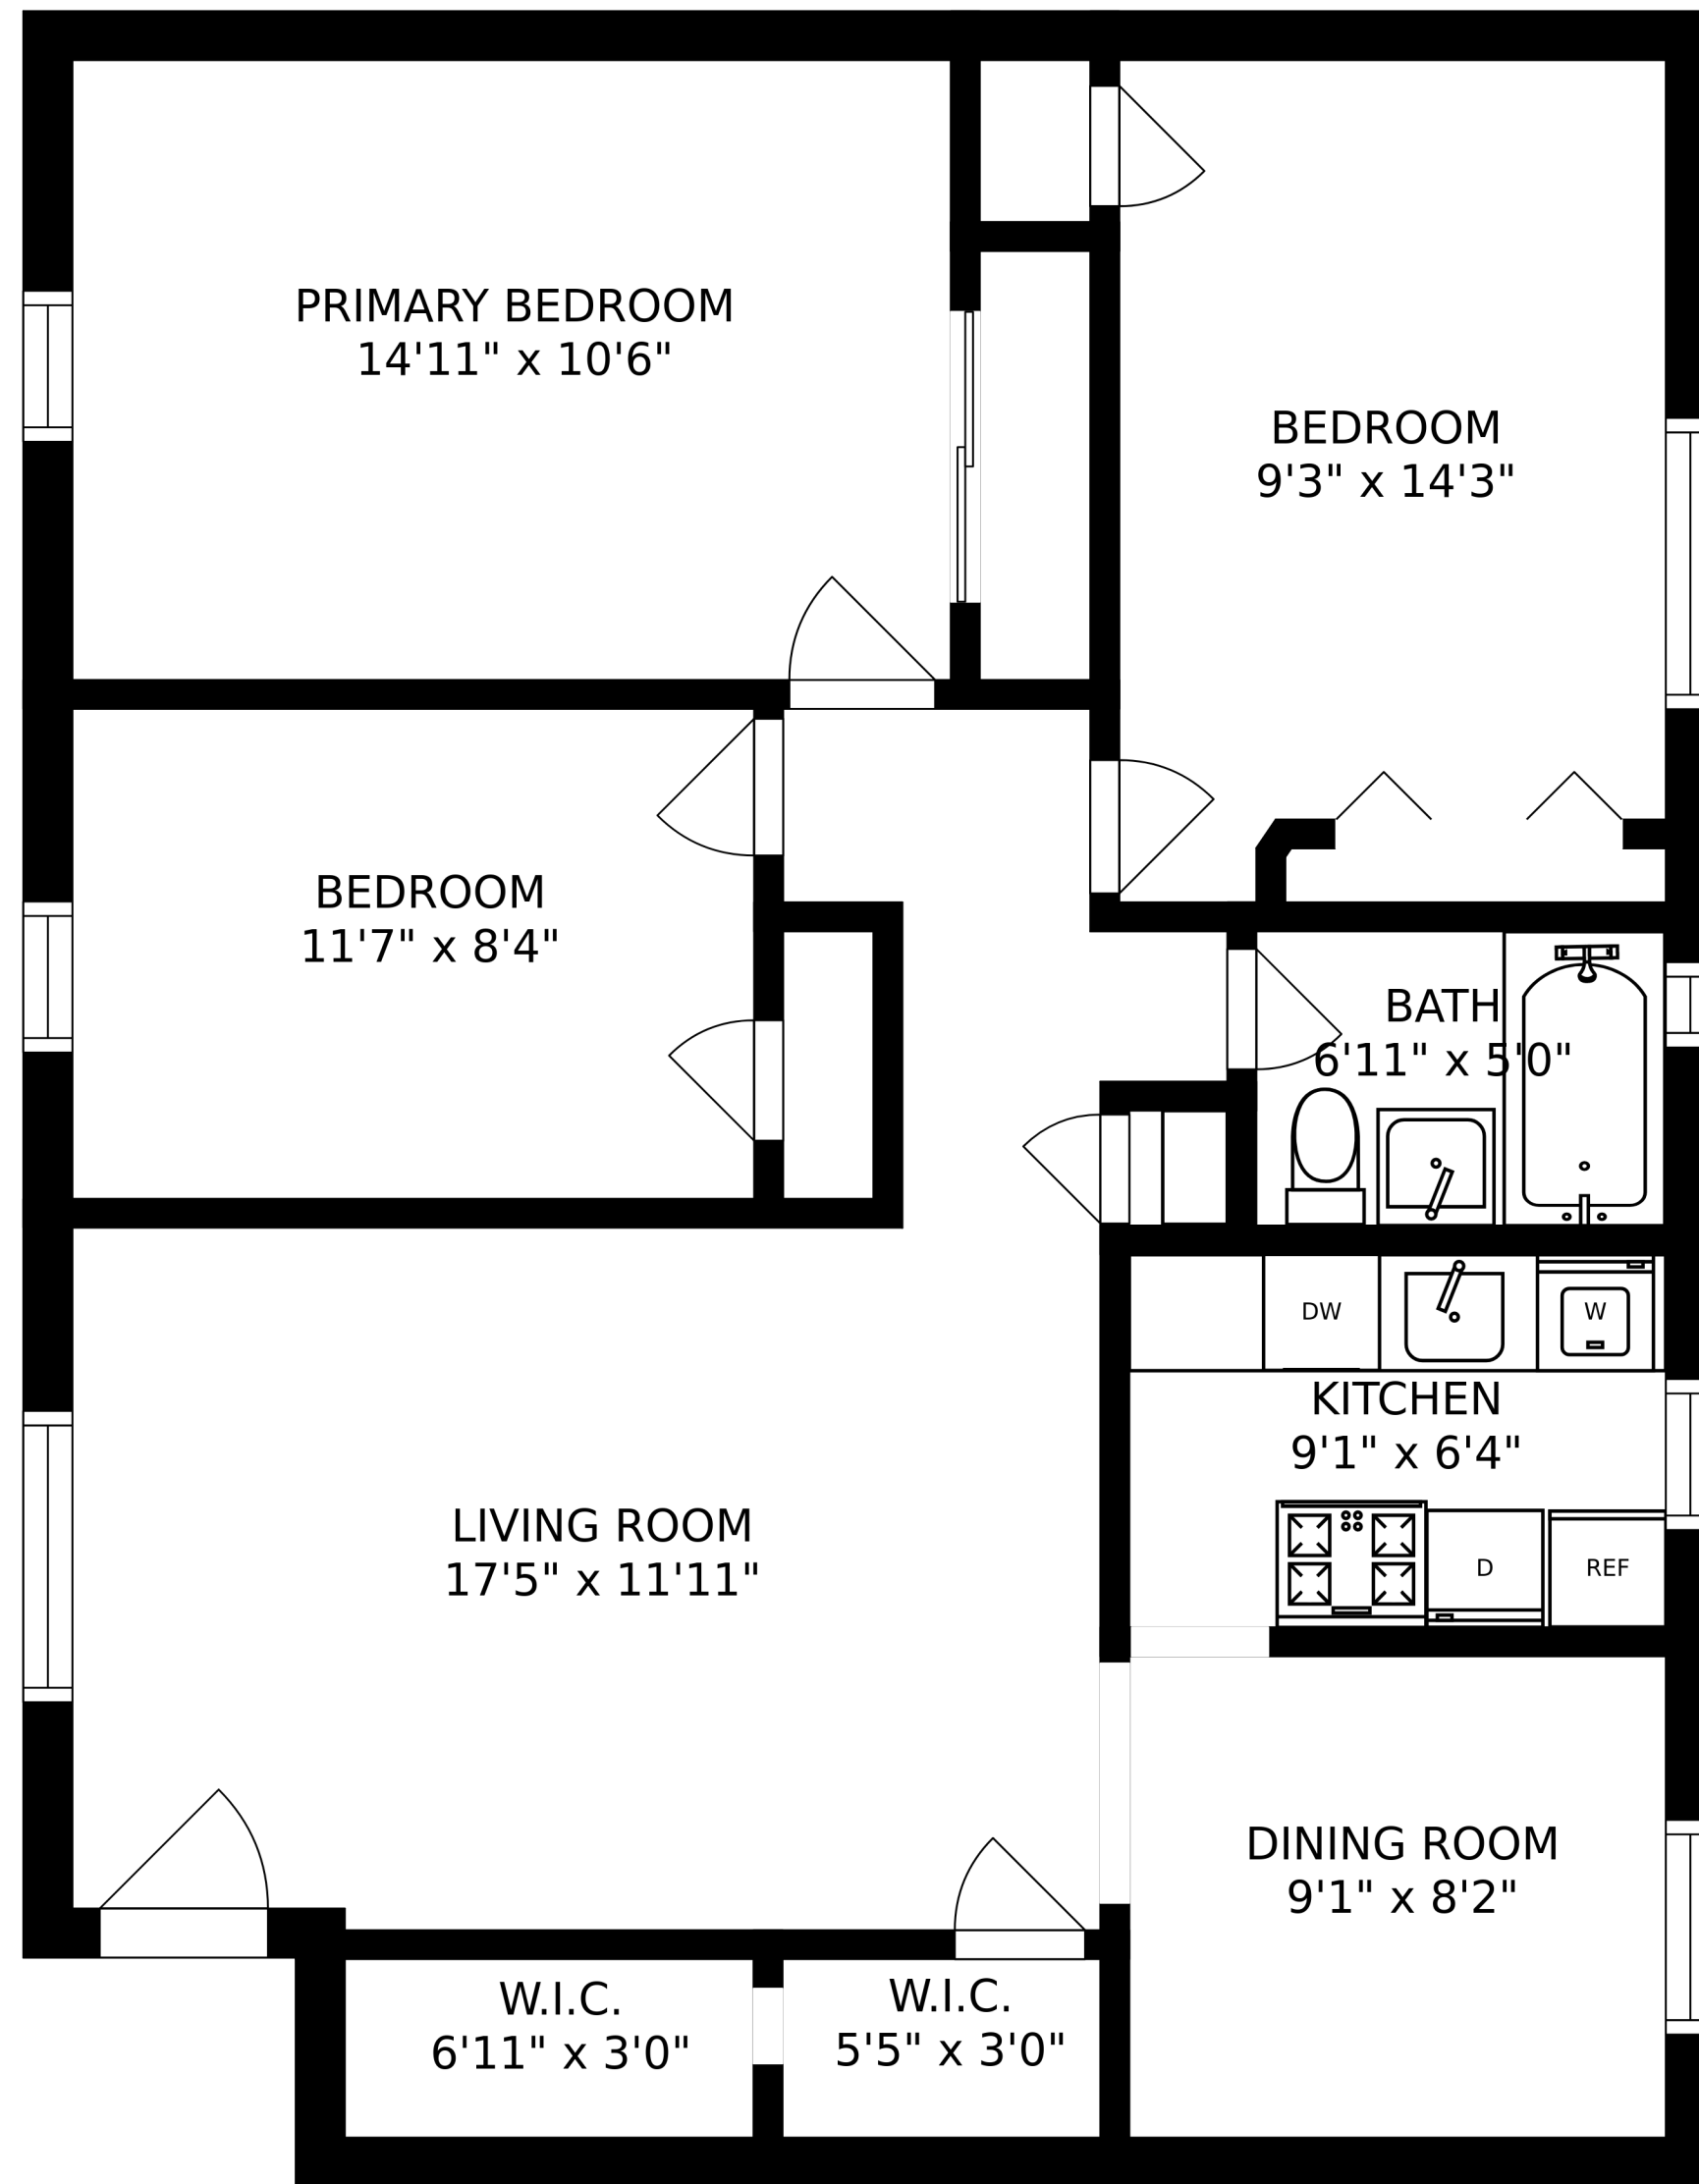 PRIMARY BEDROOM
14'11" x 10'6"
BEDROOM
9'3" x 14'3"
BEDROOM
11'7" x 8'4"
BATH
6'11" x 5'0"
DW
W
KITCHEN
9'1" x 6'4"
LIVING ROOM
17'5" x 11'11"
D
REF
DINING ROOM
9'1" x 8'2"
W.I.C.
6'11" x 3'0"
W.I.C.
5'5" x 3'0"